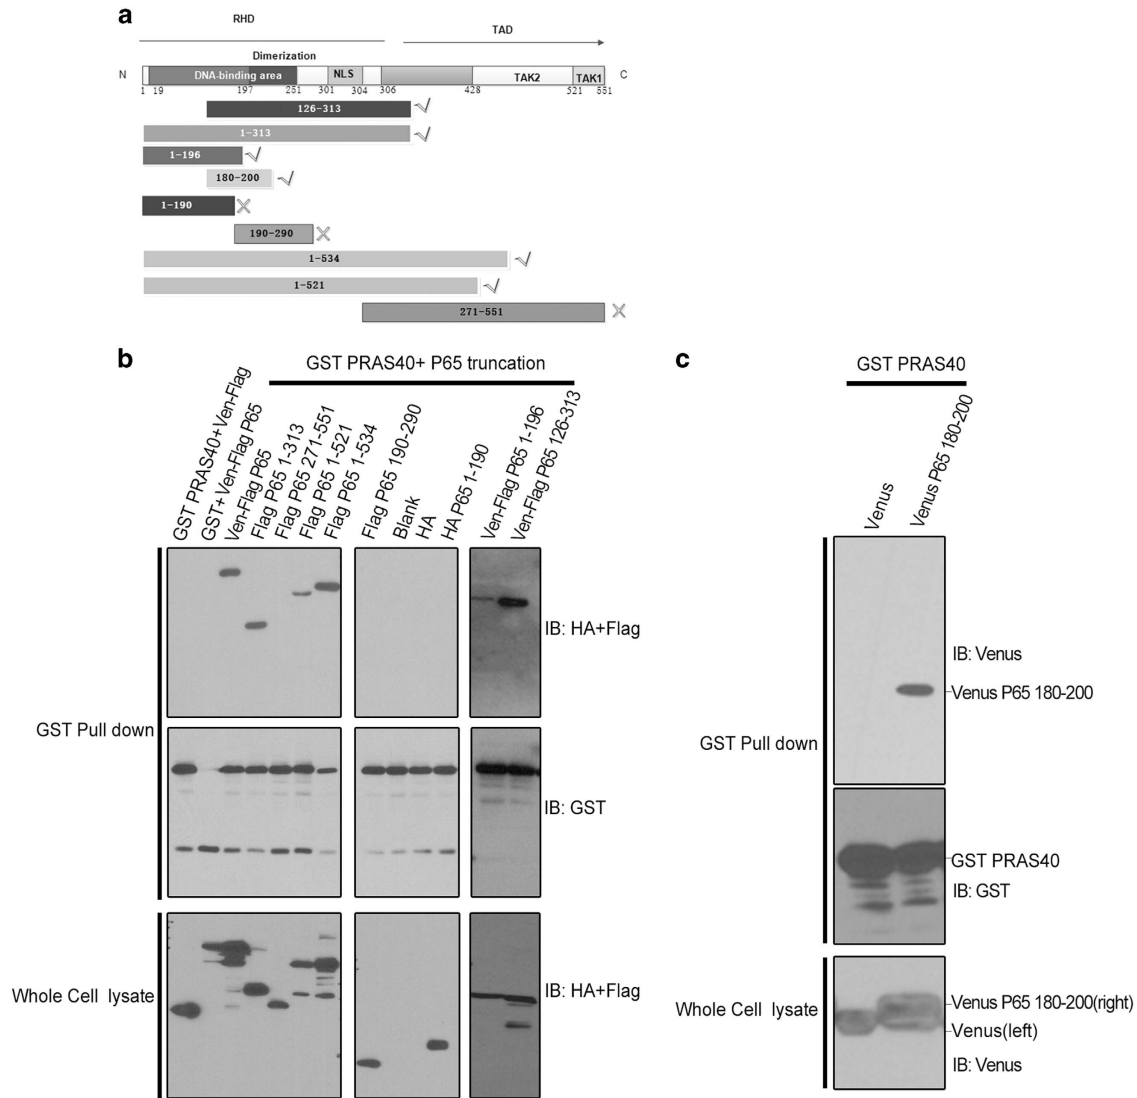 a
RHD
TAD
Dimerization
N
DNA-binding area
NLS
TAK2
TAK1
C
1 19 197 251 301 304 306 428 521 551
126-313
1-313
1-196
180-200
1-190
190-290
1-534
1-521
271-551
b
GST PRAS40+ P65 truncation
GST PRAS40+Ven-Flag
GST+Ven-Flag P65
Ven-Flag P65
Flag P65 1-313
Flag P65 271-551
Flag P65 1-521
Flag P65 1-534
Flag P65 190-290
Blank
HA
HA P65 1-190
Ven-Flag P65 1-196
Ven-Flag P65 126-313
IB: HA+Flag
GST Pull down
IB: GST
Whole Cell lysate
IB: HA+Flag
c
GST PRAS40
Venus
Venus P65 180-200
IB: Venus
Venus P65 180-200
GST Pull down
GST PRAS40
IB: GST
Whole Cell lysate
Venus P65 180-200(right)
Venus(left)
IB: Venus